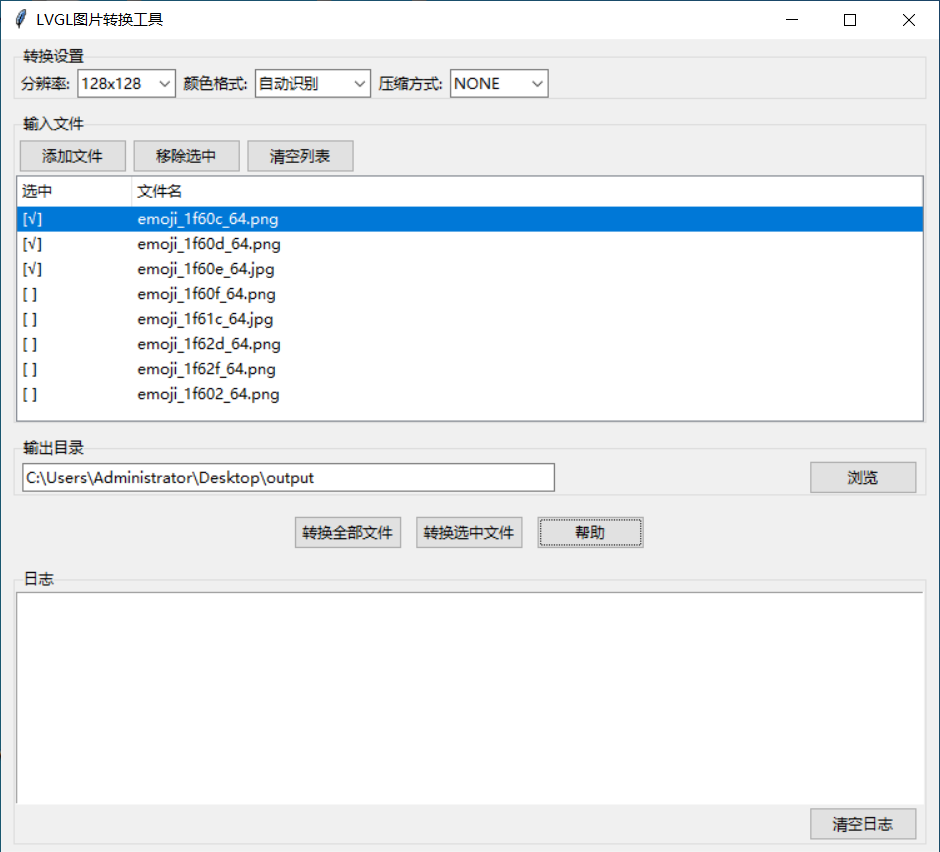 LVGL图片转换工具
转换设置
分辨率: 128x128 颜色格式: 自动识别 压缩方式: NONE
输入文件
添加文件 移除选中 清空列表
选中 文件名
[√] emoji_1f60c_64.png
[√] emoji_1f60d_64.png
[√] emoji_1f60e_64.jpg
[ ] emoji_1f60f_64.png
[ ] emoji_1f61c_64.jpg
[ ] emoji_1f62d_64.png
[ ] emoji_1f62f_64.png
[ ] emoji_1f602_64.png
输出目录
C:\Users\Administrator\Desktop\output 浏览
转换全部文件 转换选中文件 帮助
日志
清空日志